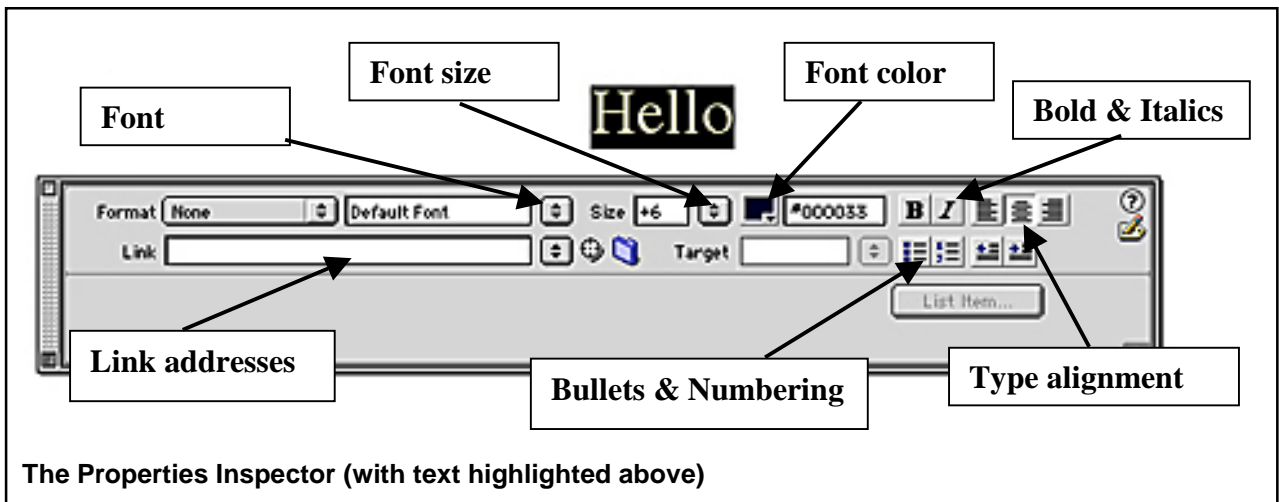 Font size
Font color
Font
Hello
Bold & Italics
Format None Default Font Size +6 #000033 B I
?
Link Target
List Item...
Link addresses
Bullets & Numbering
Type alignment
The Properties Inspector (with text highlighted above)